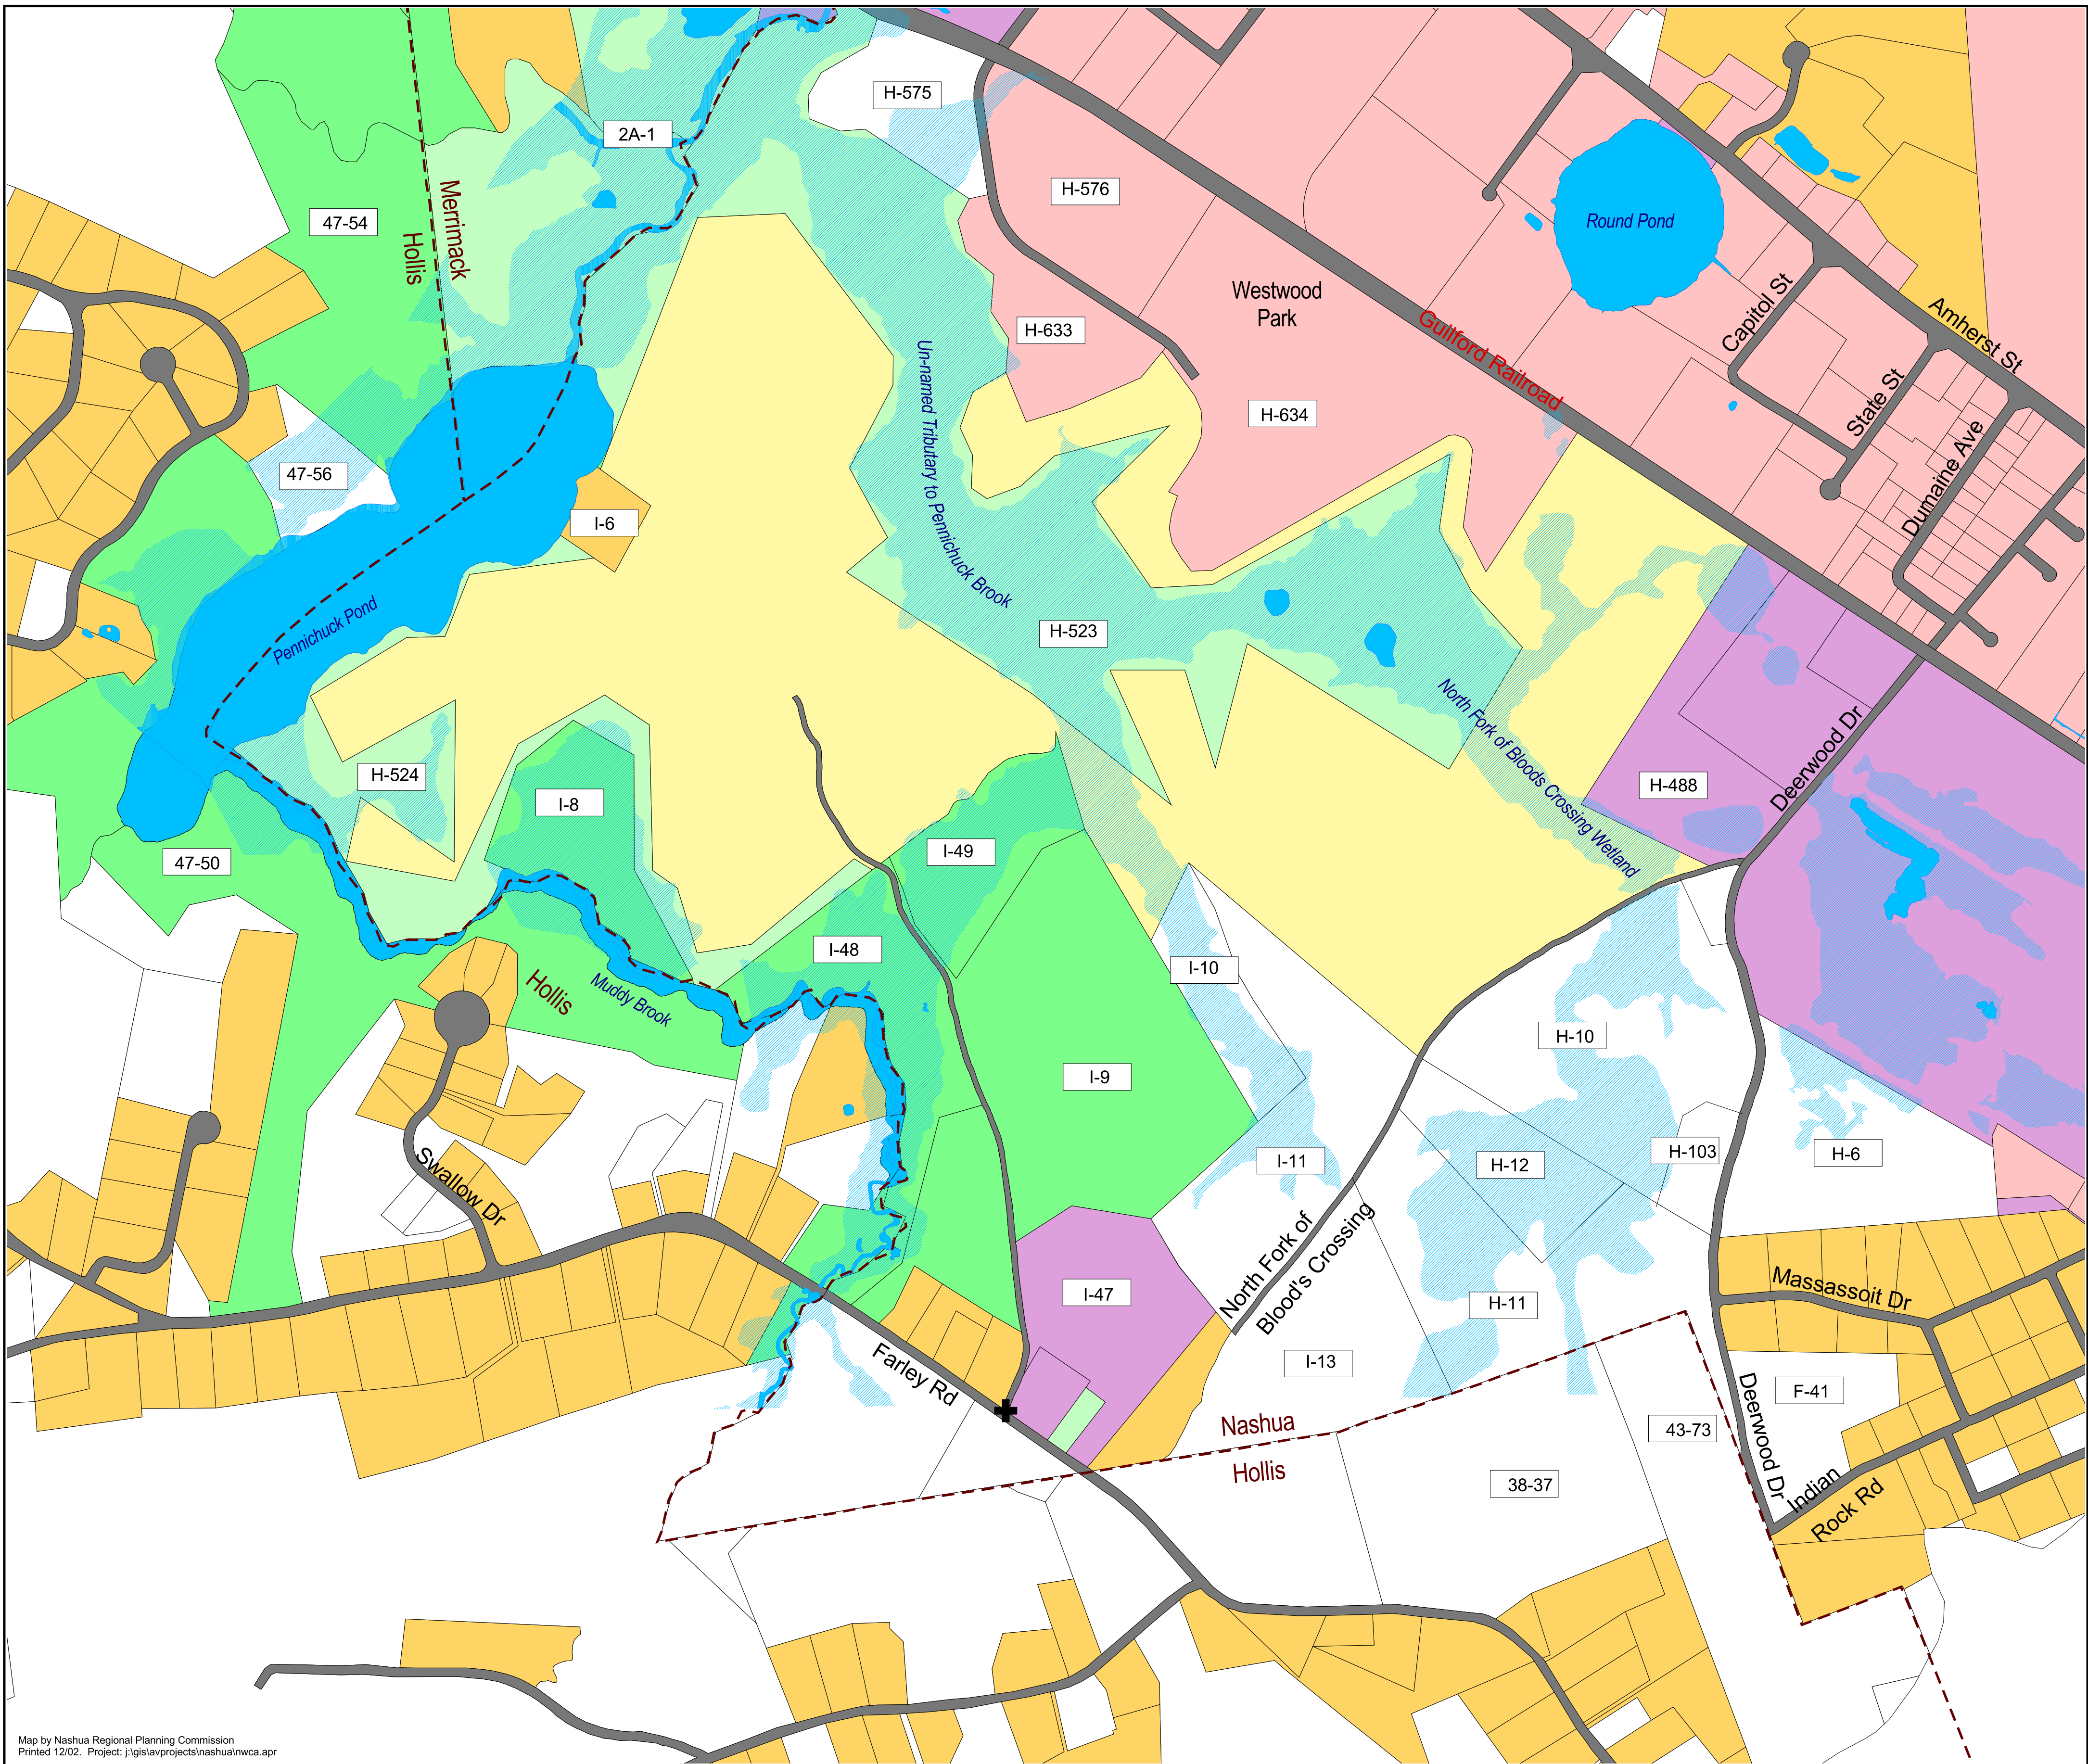 H-575
2A-1
H-576
47-54
Merrimack
Hollis
Round Pond
Westwood
Park
H-633
Capitol St
Amherst St
Guilford Railroad
Un-named Tributary to Pennichuck Brook
State St
H-634
Dumaine Ave
47-56
I-6
Pennichuck Pond
H-523
North Fork of Bloods Crossing Wetland
Deerwood Dr
H-524
H-488
I-8
I-49
47-50
I-48
I-10
Hollis
Muddy Brook
H-10
I-9
H-103
H-6
I-11
H-12
Swallow Dr
North Fork of
Blood's Crossing
I-47
Massassoit Dr
H-11
Farley Rd
I-13
F-41
Deerwood Dr
Nashua
Hollis
43-73
38-37
Indian
Rock Rd
Map by Nashua Regional Planning Commission
Printed 12/02. Project: j:\gis\avprojects\nashua\nwca.apr